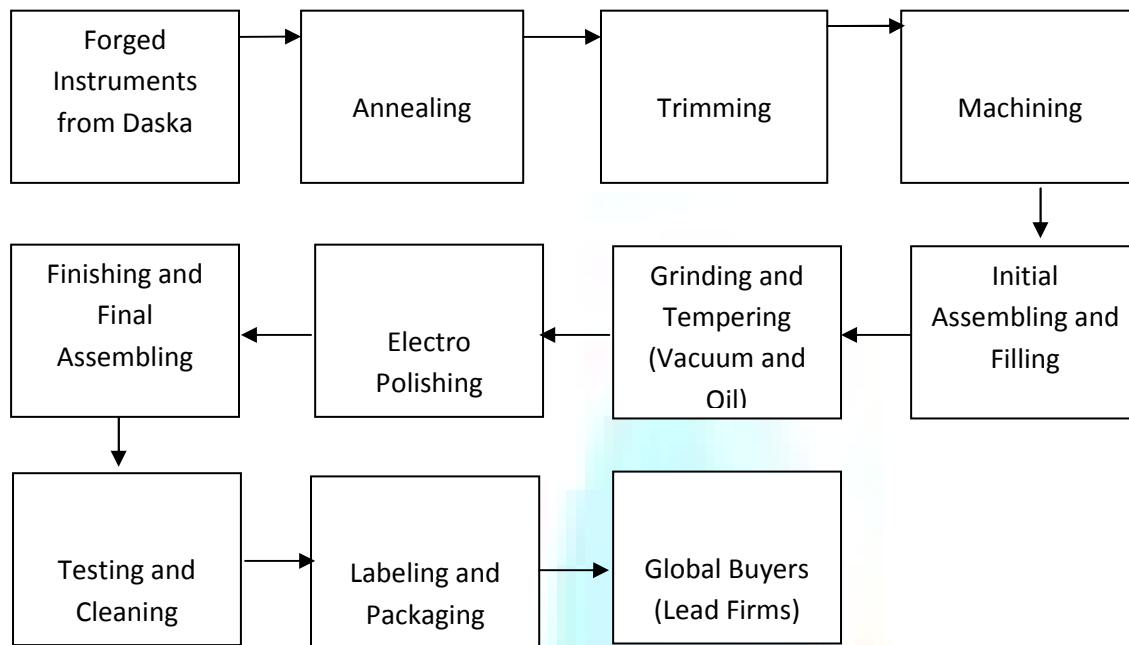 Forged
Instruments
from Daska
Annealing
Trimming
Machining
Initial
Assembling and
Filling
Grinding and
Tempering
(Vacuum and
Oil)
Electro
Polishing
Finishing and
Final
Assembling
Testing and
Cleaning
Labeling and
Packaging
Global Buyers
(Lead Firms)